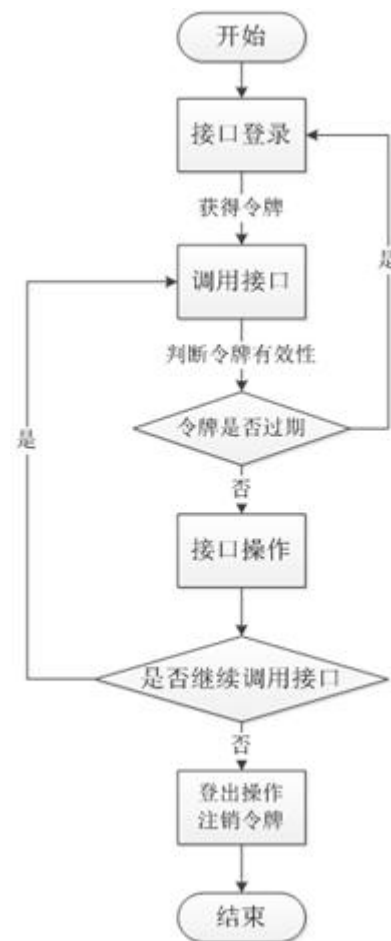 开始
接口登录
获得令牌
是
调用接口
判断令牌有效性
令牌是否过期
是
否
接口操作
是否继续调用接口
否
登出操作
注销令牌
结束